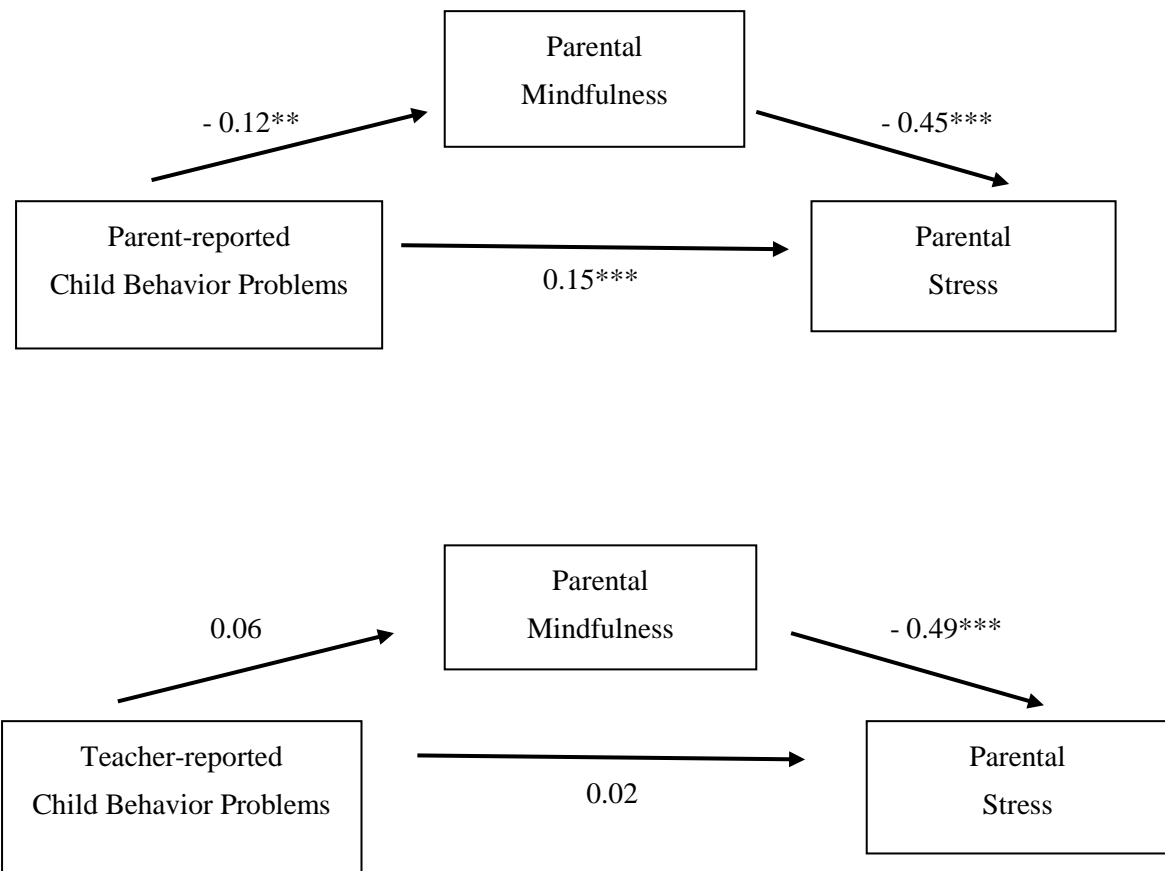 Parental
Mindfulness
- 0.12**
- 0.45***
Parent-reported
Child Behavior Problems
Parental
Stress
0.15***
Parental
Mindfulness
0.06
- 0.49***
Teacher-reported
Child Behavior Problems
Parental
Stress
0.02